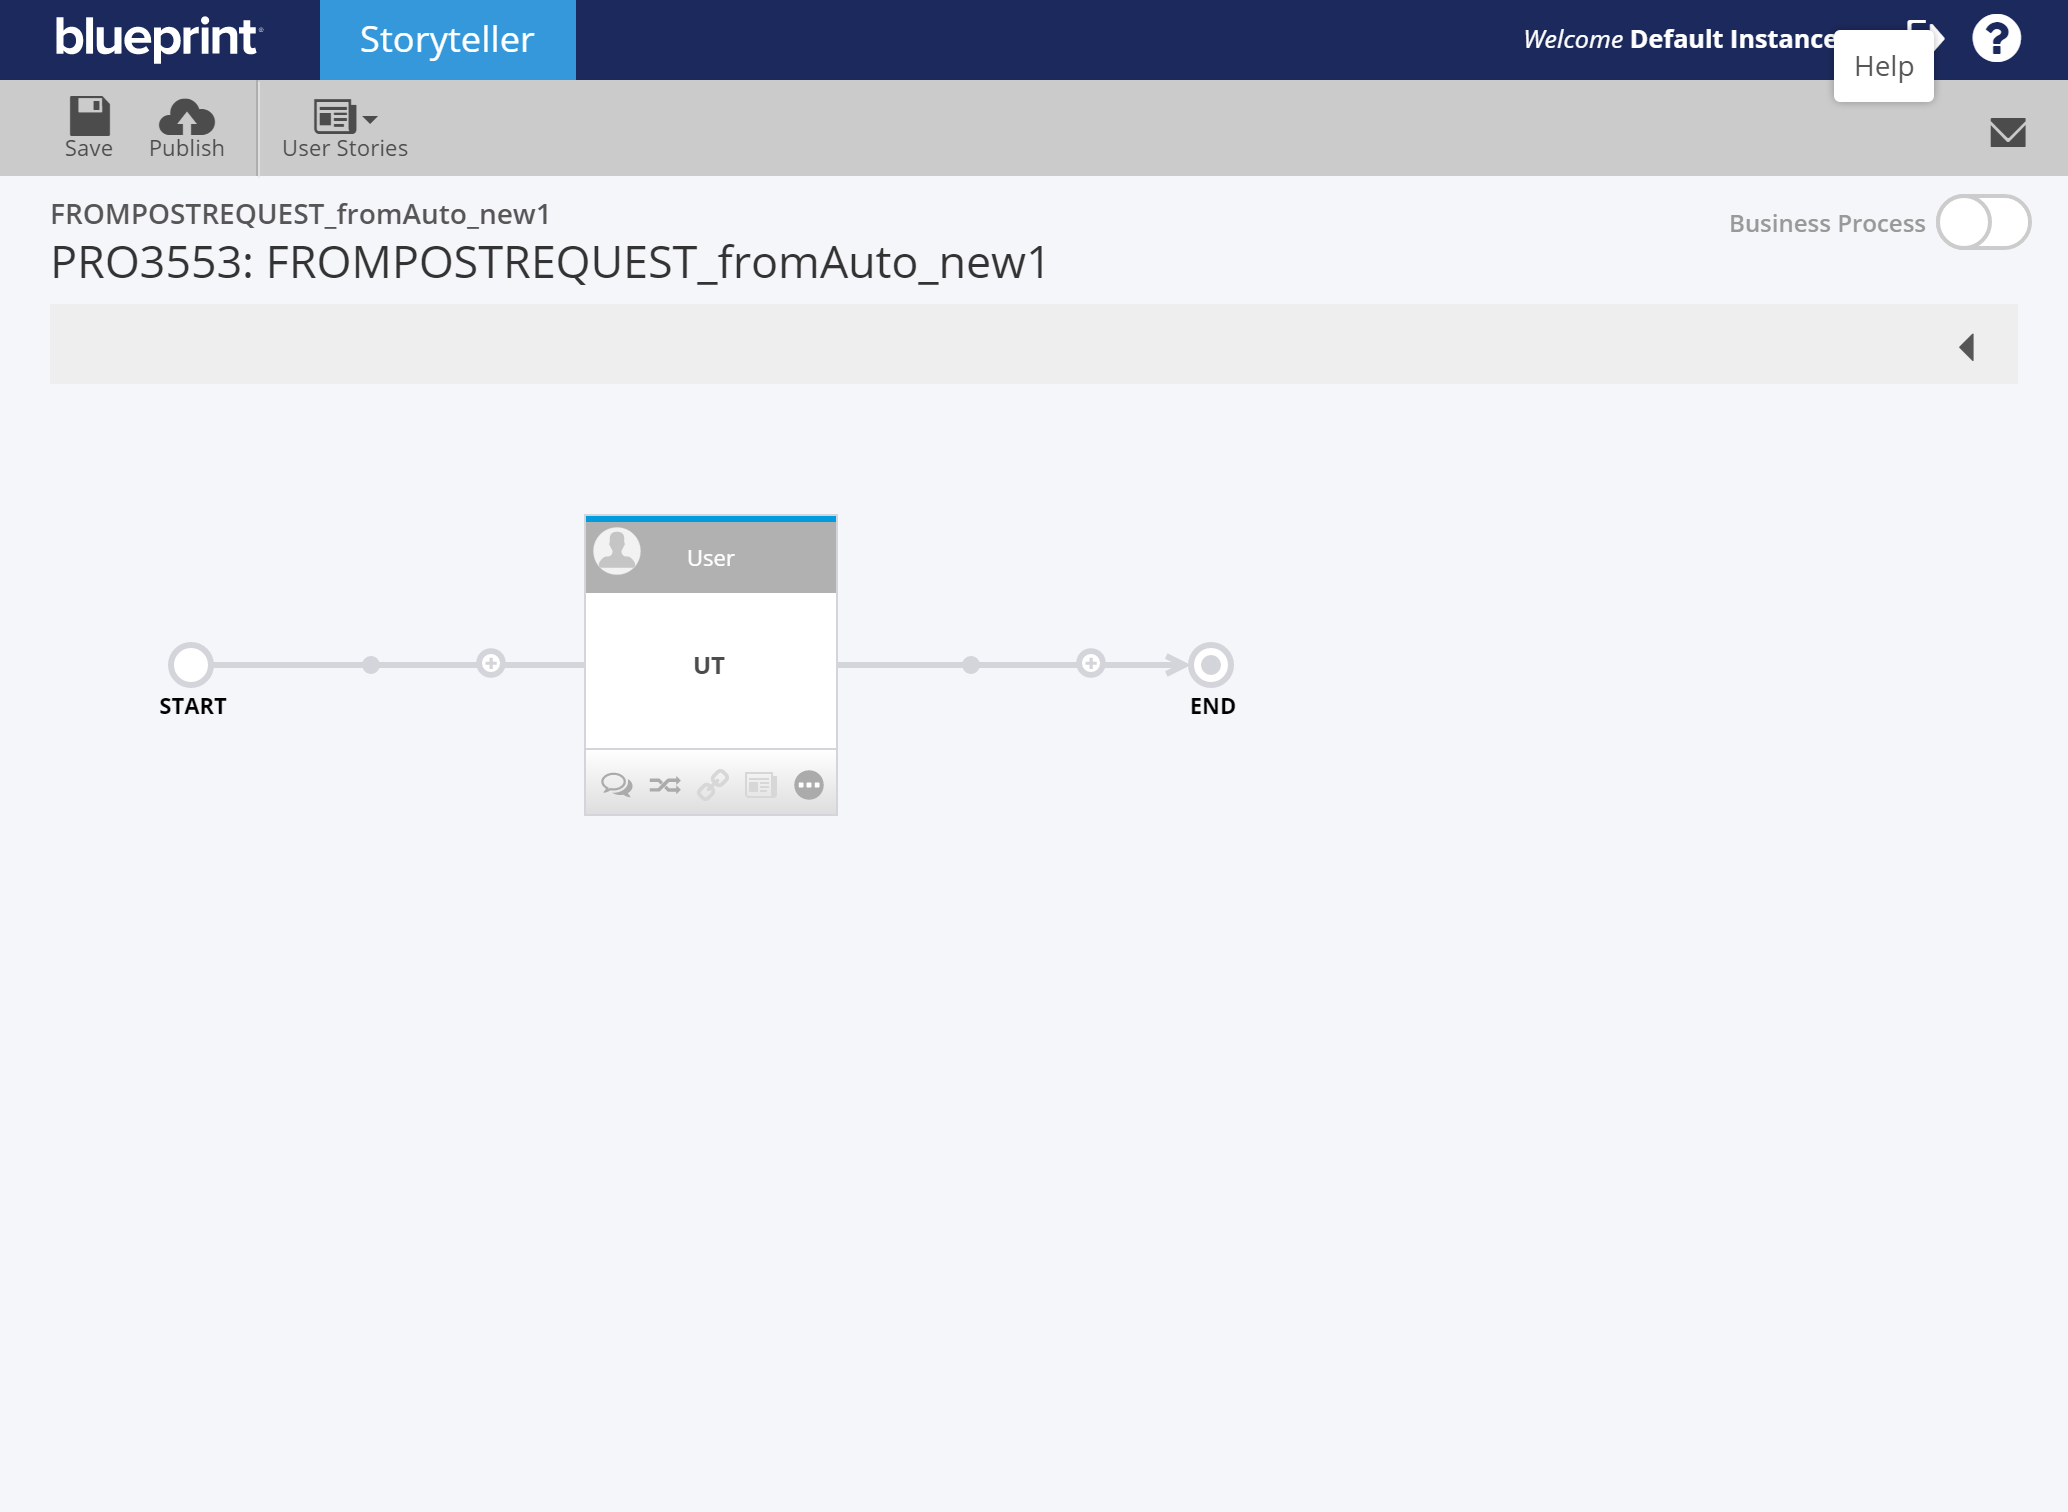 blueprint
Storyteller
Welcome Default Instance
Help
Save
Publish
User Stories
FROMPOSTREQUEST_fromAuto_new1
Business Process
PRO3553: FROMPOSTREQUEST_fromAuto_new1
User
UT
START
END